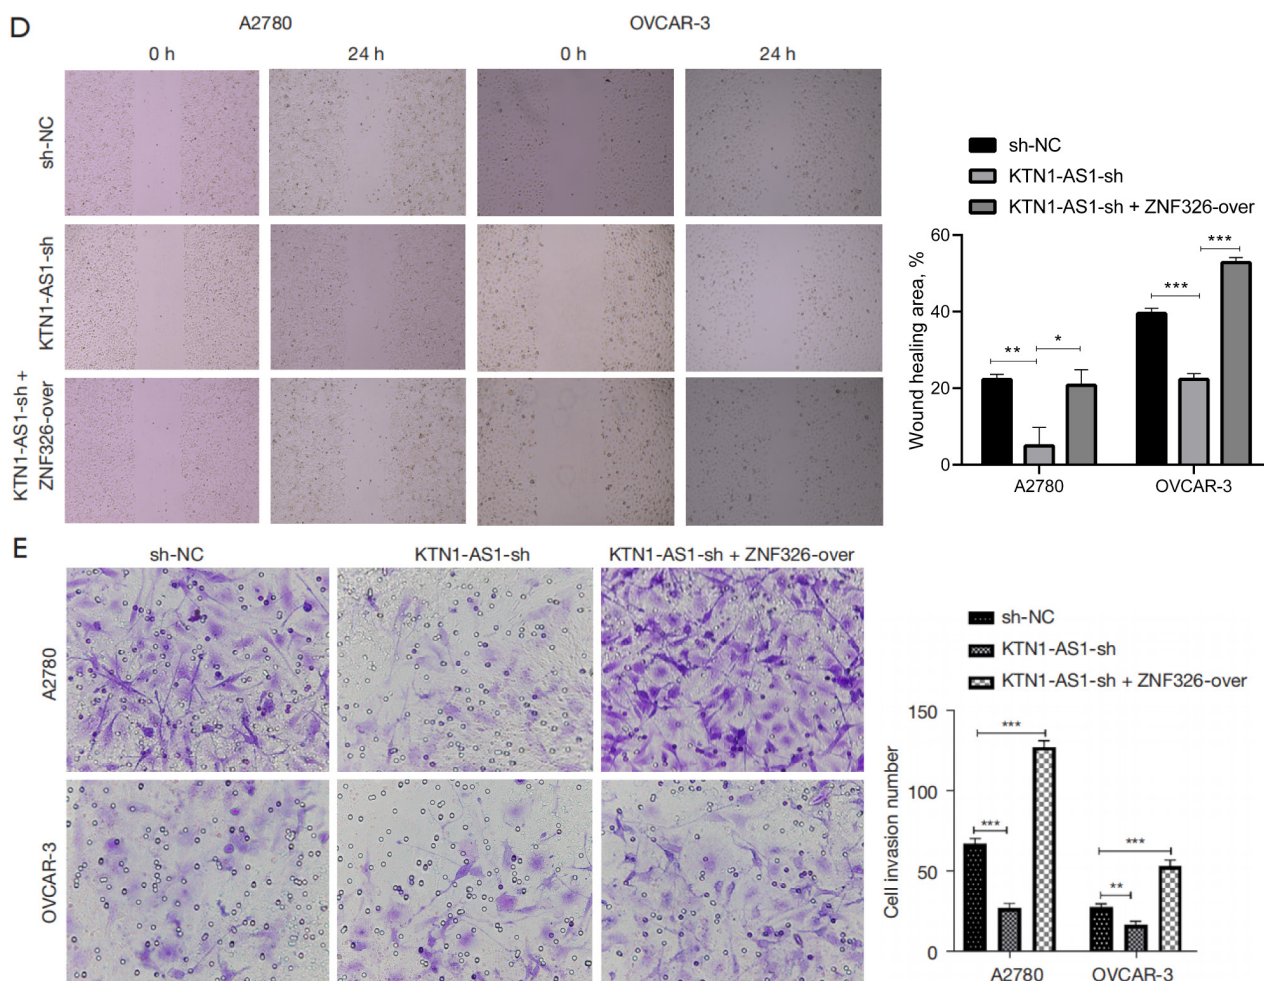 D
A2780
OVCAR-3
0 h
24 h
0 h
24 h
sh-NC
KTN1-AS1-sh
KTN1-AS1-sh +
ZNF326-over
sh-NC
KTN1-AS1-sh
KTN1-AS1-sh + ZNF326-over
Wound healing area, %
60
40
20
0
**
*
***
***
A2780
OVCAR-3
E
sh-NC
KTN1-AS1-sh
KTN1-AS1-sh + ZNF326-over
A2780
OVCAR-3
sh-NC
KTN1-AS1-sh
KTN1-AS1-sh + ZNF326-over
Cell invasion number
150
100
50
0
***
***
***
**
A2780
OVCAR-3